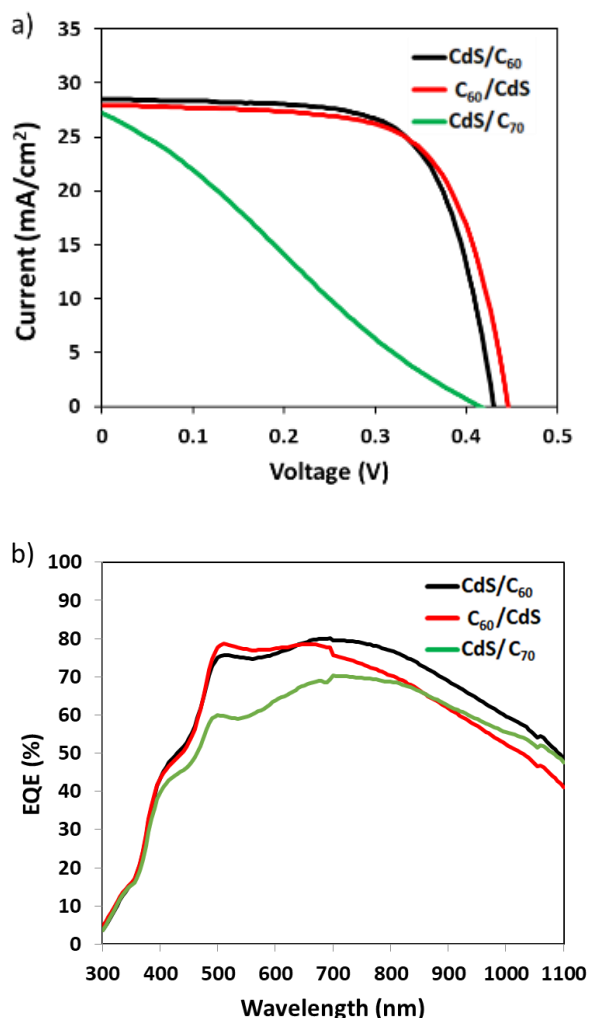 a)
35
30
25
20
15
10
5
0
Current (mA/cm²)
CdS/C₆₀
C₆₀/CdS
CdS/C₇₀
0 0.1 0.2 0.3 0.4 0.5
Voltage (V)
b)
100
90
80
70
60
50
40
30
20
10
0
EQE (%)
CdS/C₆₀
C₆₀/CdS
CdS/C₇₀
300 400 500 600 700 800 900 1000 1100
Wavelength (nm)